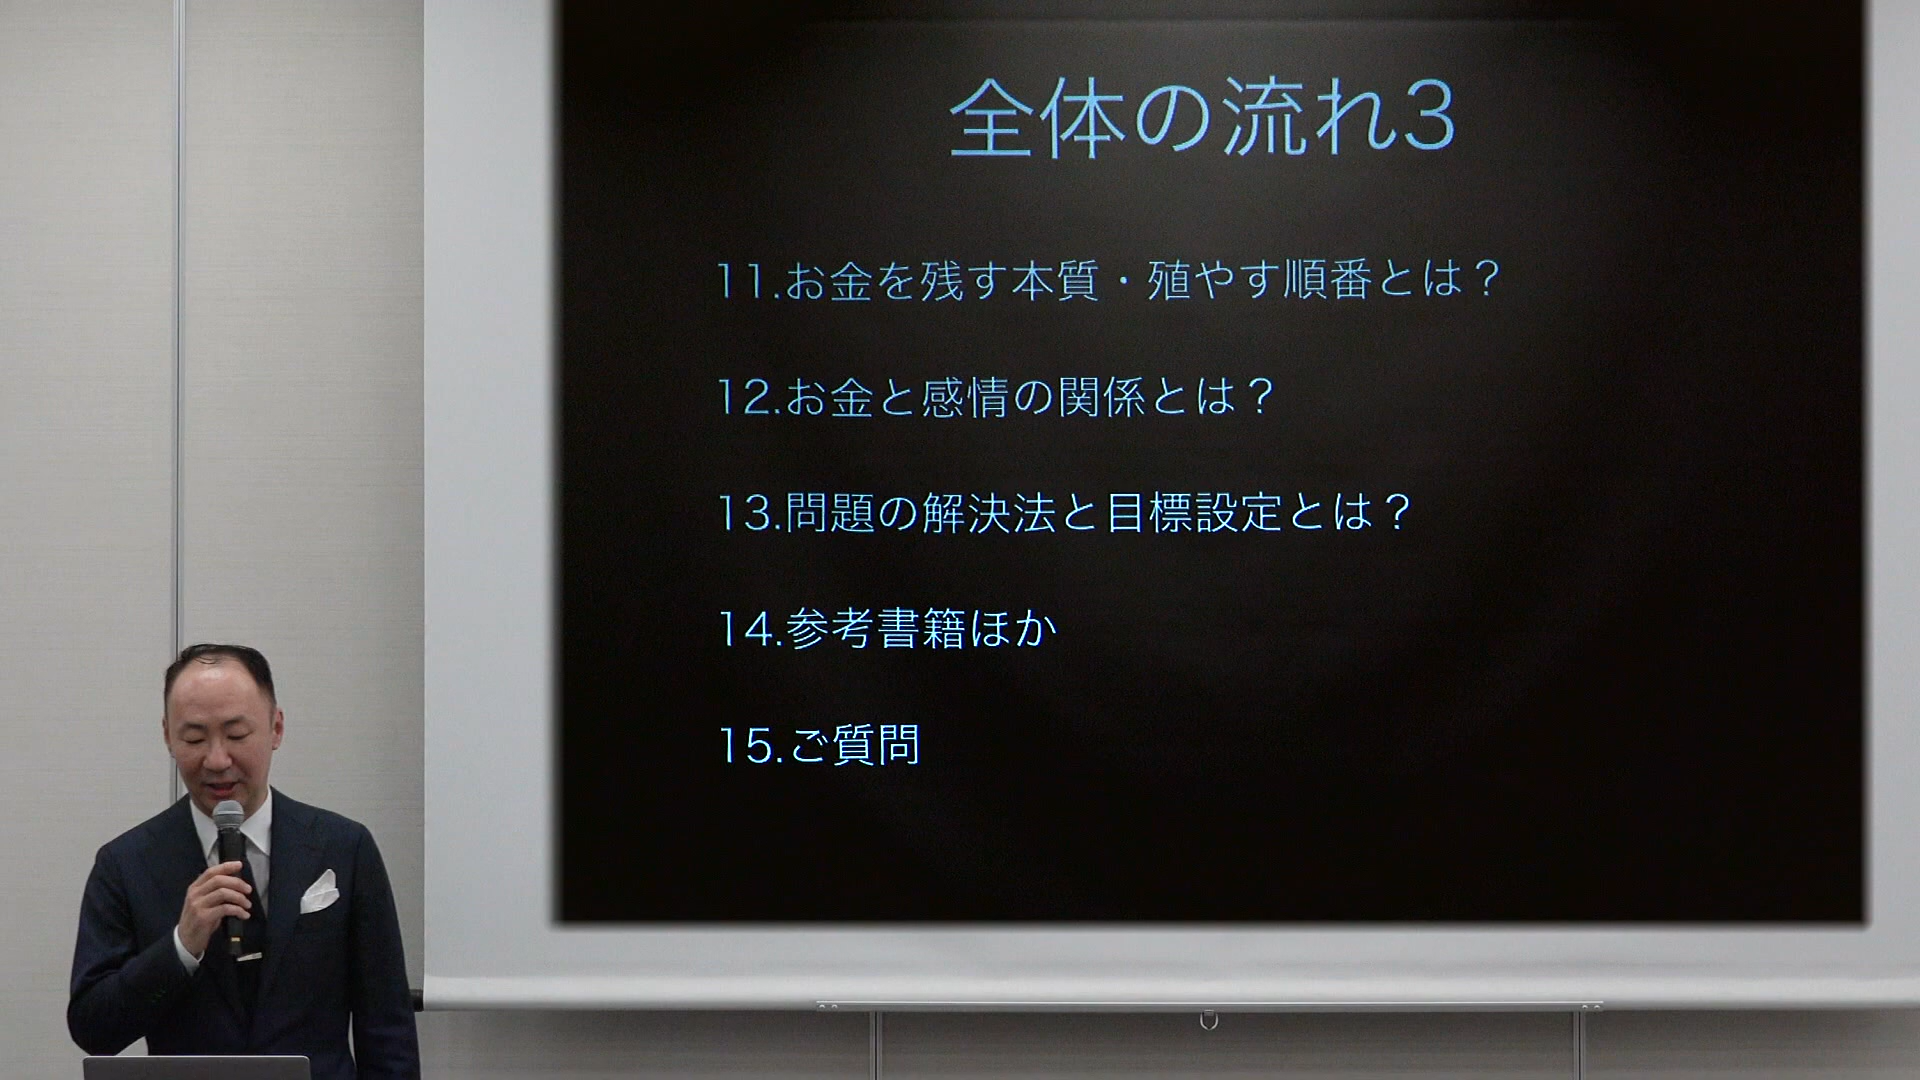 全体の流れ3
11.お金を残す本質・殖やす順番とは？
12.お金と感情の関係とは？
13.問題の解決法と目標設定とは？
14.参考書籍ほか
15.ご質問